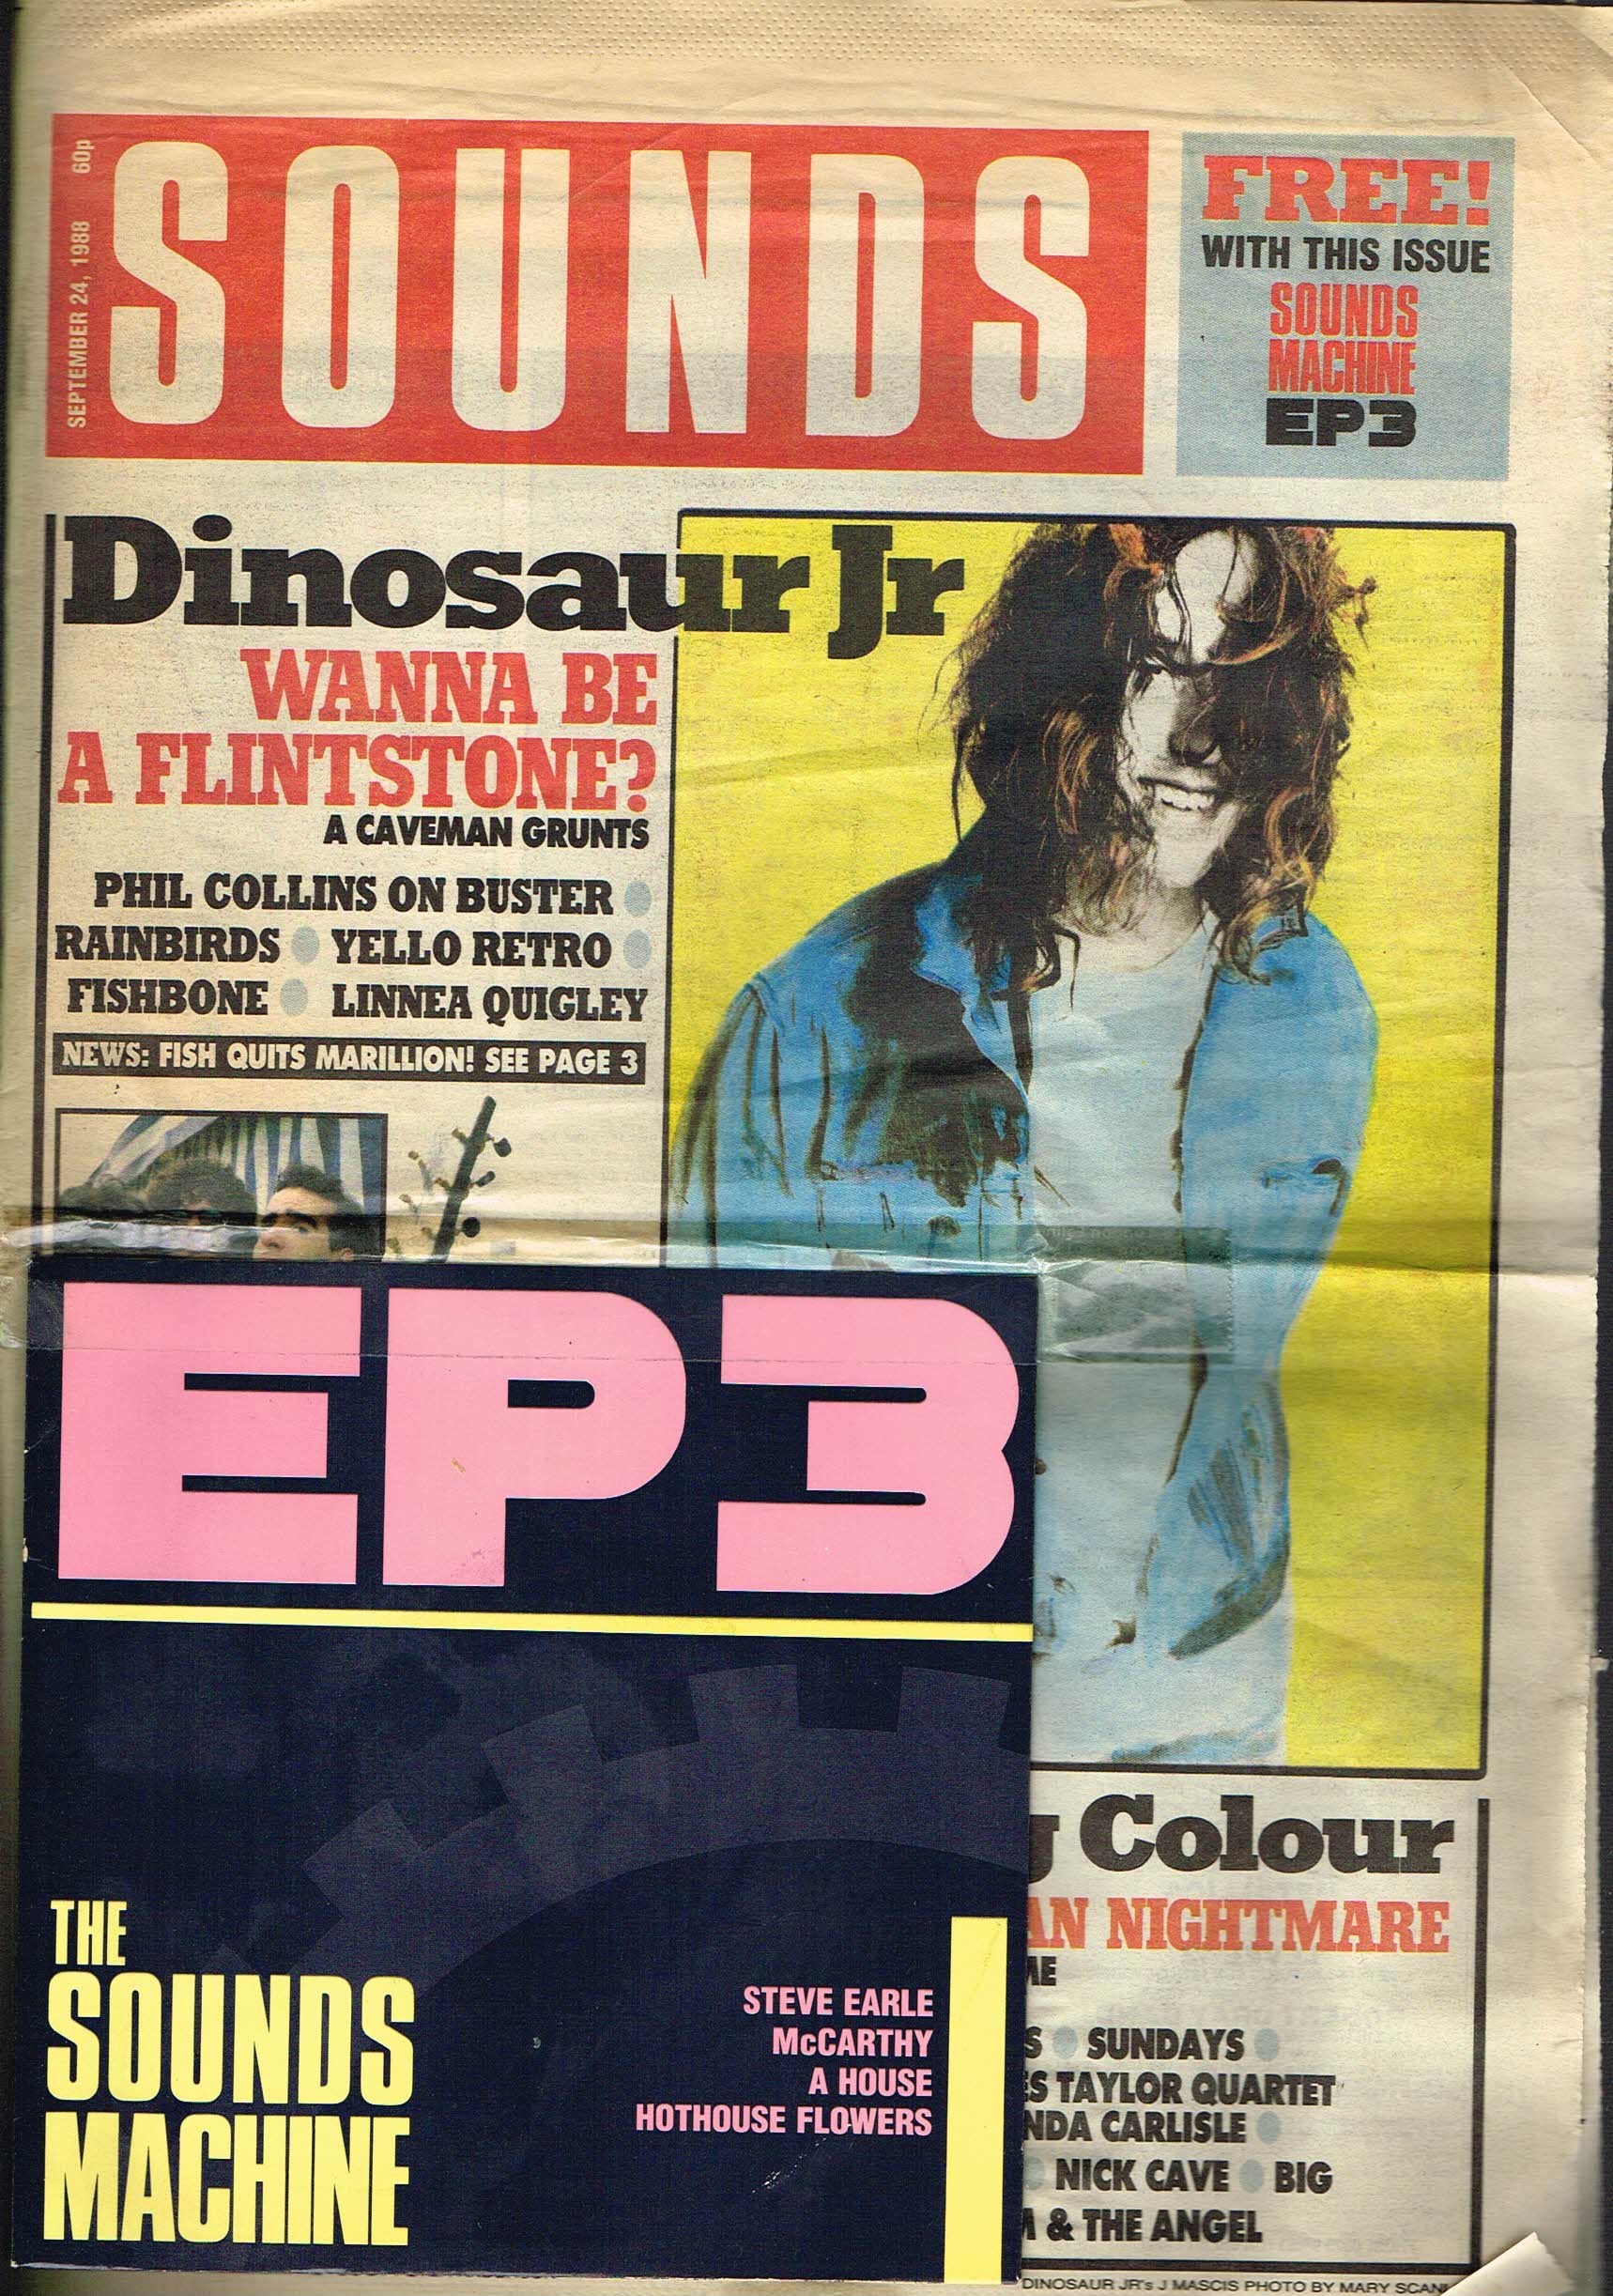 SEPTEMBER 24, 1988 60p
SOUNDS
FREE!
WITH THIS ISSUE
SOUNDS
MACHINE
EP3
Dinosaur Jr
WANNA BE
A FLINTSTONE?
A CAVEMAN GRUNTS
PHIL COLLINS ON BUSTER
RAINBIRDS YELLO RETRO
FISHBONE LINNEA QUIGLEY
NEWS: FISH QUITS MARILLION! SEE PAGE 3
EP3
THE
SOUNDS
MACHINE
STEVE EARLE
McCARTHY
A HOUSE
HOTHOUSE FLOWERS
Colour
NIGHTMARE
SUNDAYS
TAYLOR QUARTET
CARLISLE
NICK CAVE BIG
& THE ANGEL
DINOSAUR JR's J MASCIS PHOTO BY MARY